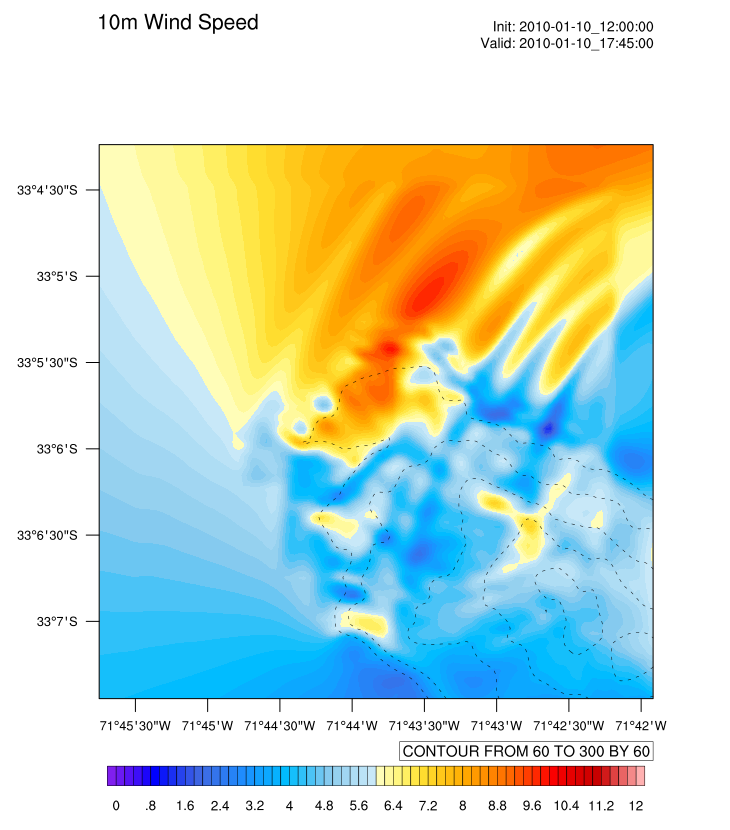 10m Wind Speed
Init: 2010-01-10_12:00:00
Valid: 2010-01-10_17:45:00
33°4'30"S
33°5'S
33°5'30"S
33°6'S
33°6'30"S
33°7'S
71°45'30"W 71°45'W 71°44'30"W 71°44'W 71°43'30"W 71°43'W 71°42'30"W 71°42'W
CONTOUR FROM 60 TO 300 BY 60
0 .8 1.6 2.4 3.2 4 4.8 5.6 6.4 7.2 8 8.8 9.6 10.4 11.2 12